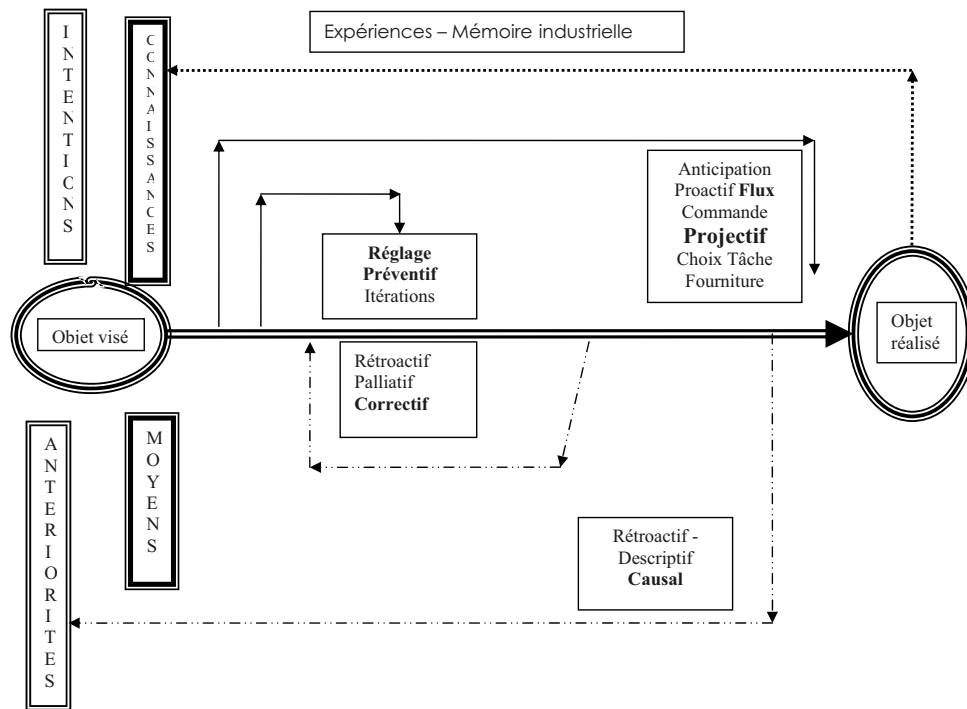 Expériences – Mémoire industrielle
INTENTIONS
CONNAISSANCES
Anticipation
Proactif Flux
Commande
Projectif
Choix Tâche
Fourniture
Réglage
Préventif
Itérations
Objet visé
Objet
réalisé
Rétroactif
Palliatif
Correctif
ANTERIORITES
MOYENS
Rétroactif -
Descriptif
Causal